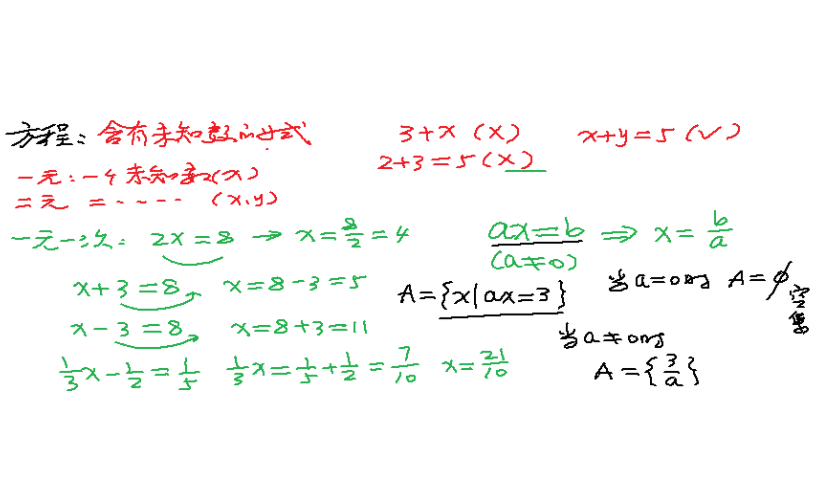 方程：含有未知数的等式 3+x (×) x+y=5 (✓)
2+3=5 (×)
一元：一个未知数(x)
二元 二····· (x,y)
一元一次：2x=8 → x=8/2=4 ax=b ⇒ x=b/a
(a≠0)
x+3=8 x=8-3=5 A={x|ax=3} 当a=0时 A=∅ 空集
x-3=8 x=8+3=11 当a≠0时
1/3x-1/2=1/5 1/3x=1/5+1/2=7/10 x=21/10 A={3/a}